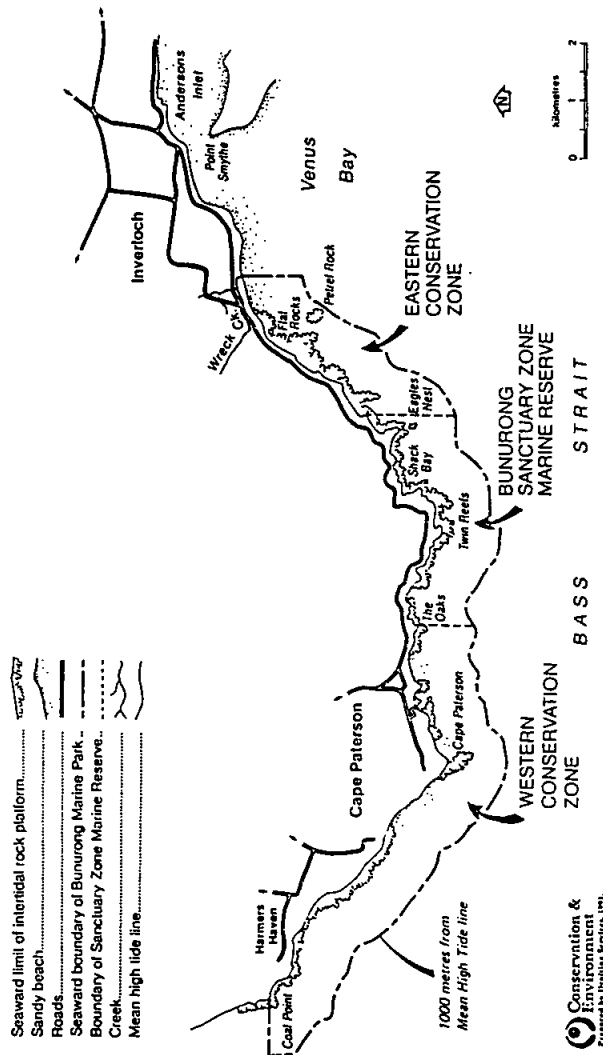 Seaward limit of intertidal rock platform
Sandy beach
Roads
Seaward boundary of Bunurong Marine Park
Boundary of Sanctuary Zone Marine Reserve
Creek
Mean high tide line
Andersons
Inlet
Point
Smythe
Inverloch
Venus
Bay
Wreck Ck
Flat
Rocks
Petrel Rock
EASTERN
CONSERVATION
ZONE
Eagles
Nest
Shack
Bay
Twin Reefs
BUNURONG
SANCTUARY ZONE
MARINE RESERVE
The
Oaks
BASS STRAIT
Cape Paterson
Cape Paterson
WESTERN
CONSERVATION
ZONE
Harmers
Haven
Coal Point
1000 metres from
Mean High Tide line
N
kilometres
0 1 2
Conservation &
Environment
Prepared by